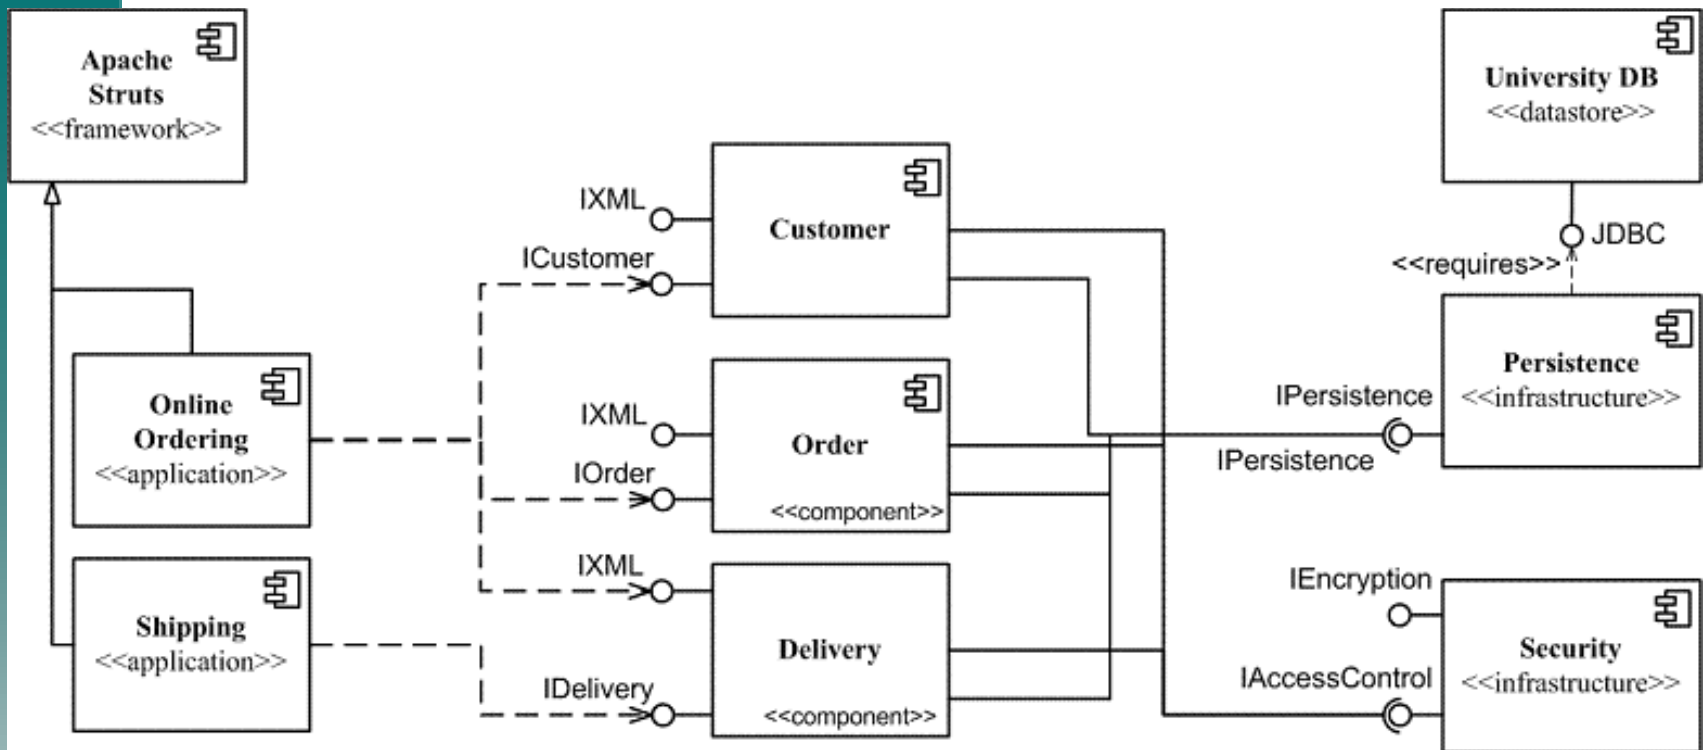 Apache
Struts
<<framework>>
Online
Ordering
<<application>>
Shipping
<<application>>
IXML
ICustomer
Customer
IXML
IOrder
Order
<<component>>
IXML
IDelivery
Delivery
<<component>>
University DB
<<datastore>>
JDBC
<<requires>>
Persistence
<<infrastructure>>
IPersistence
IPersistence
IEncryption
IAccessControl
Security
<<infrastructure>>